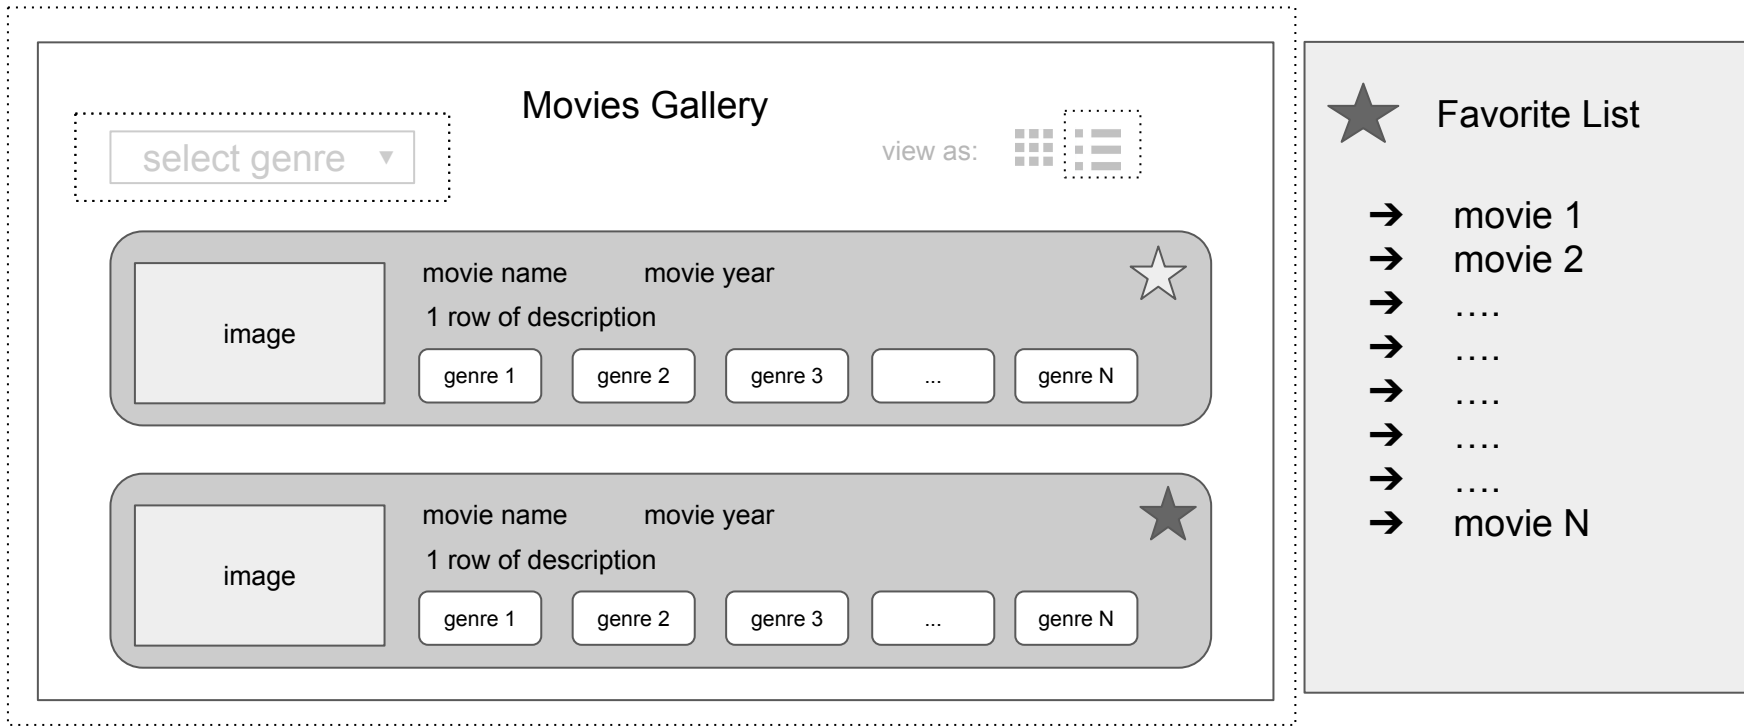 Movies Gallery
select genre ▼
view as:
image
movie name movie year
1 row of description
genre 1 genre 2 genre 3 ... genre N
image
movie name movie year
1 row of description
genre 1 genre 2 genre 3 ... genre N
Favorite List
➔ movie 1
➔ movie 2
➔ ….
➔ ….
➔ ….
➔ ….
➔ ….
➔ movie N